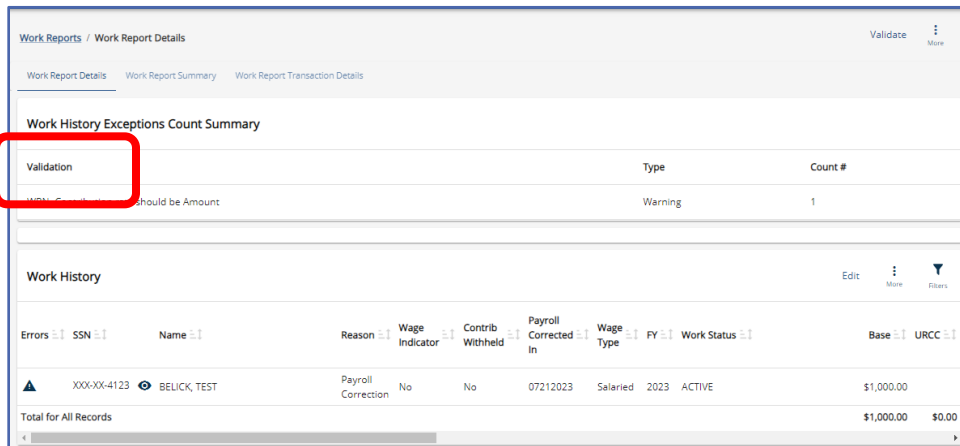 Work Reports / Work Report Details
Validate
More
Work Report Details Work Report Summary Work Report Transaction Details
Work History Exceptions Count Summary
Validation Type Count #
should be Amount Warning 1
Work History
Edit
More
Filters
Errors SSN Name Reason Wage Indicator Contrib Withheld Payroll Corrected In Wage Type FY Work Status Base URCC
XXX-XX-4123 BELICK, TEST Payroll Correction No No 07212023 Salaried 2023 ACTIVE $1,000.00
Total for All Records $1,000.00 $0.00